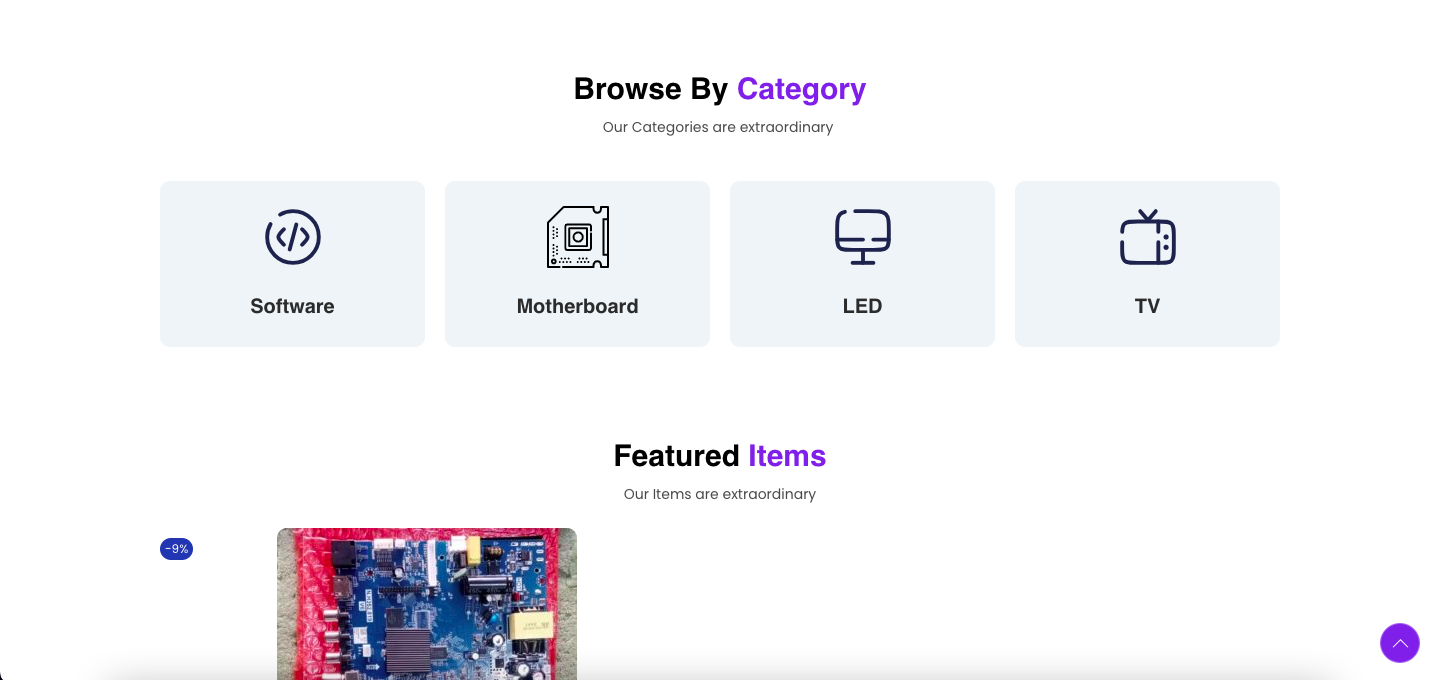 Browse By Category
Our Categories are extraordinary
Software
Motherboard
LED
TV
Featured Items
Our Items are extraordinary
-9%